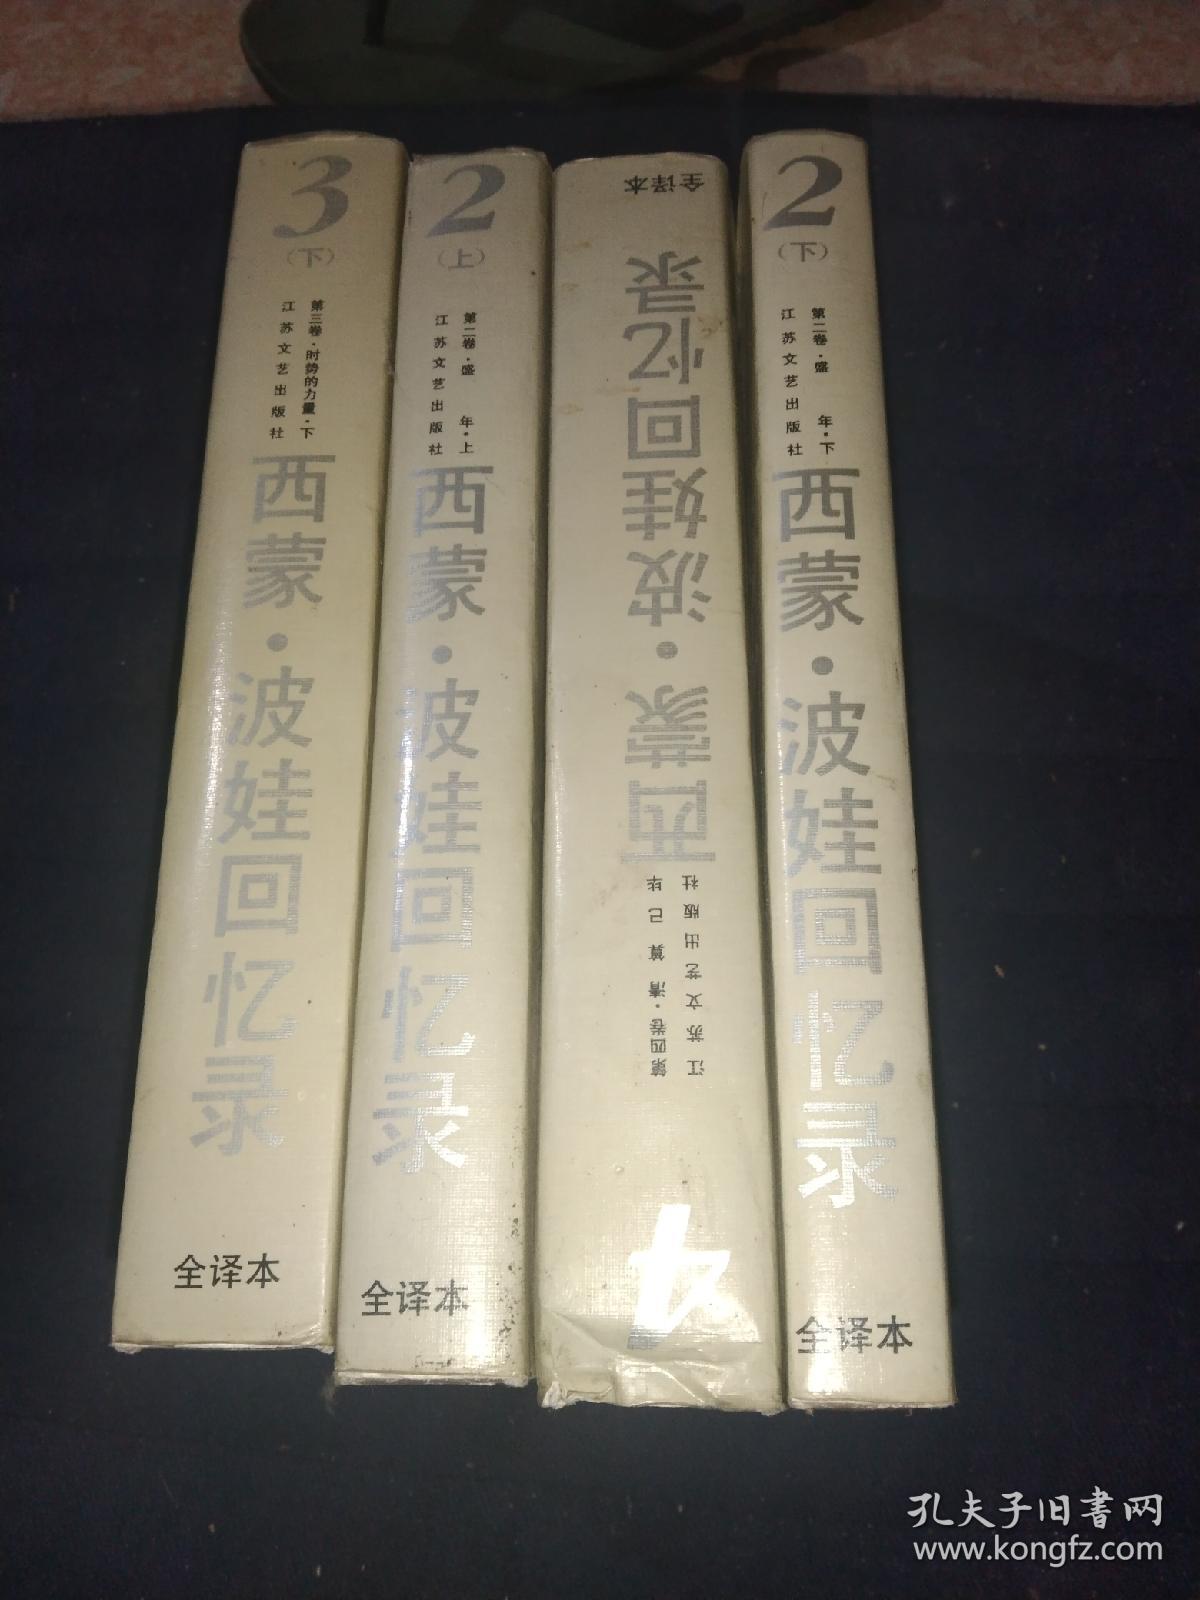 3
（下）
第三卷·时势的力量·下
江苏文艺出版社
西蒙·波娃回忆录
全译本
2
（上）
第二卷·盛 年·上
江苏文艺出版社
西蒙·波娃回忆录
全译本
全译本
西蒙·波娃回忆录
第四卷·清算已毕
江苏文艺出版社
4
2
（下）
第二卷·盛 年·下
江苏文艺出版社
西蒙·波娃回忆录
全译本
孔夫子旧书网
www.kongfz.com